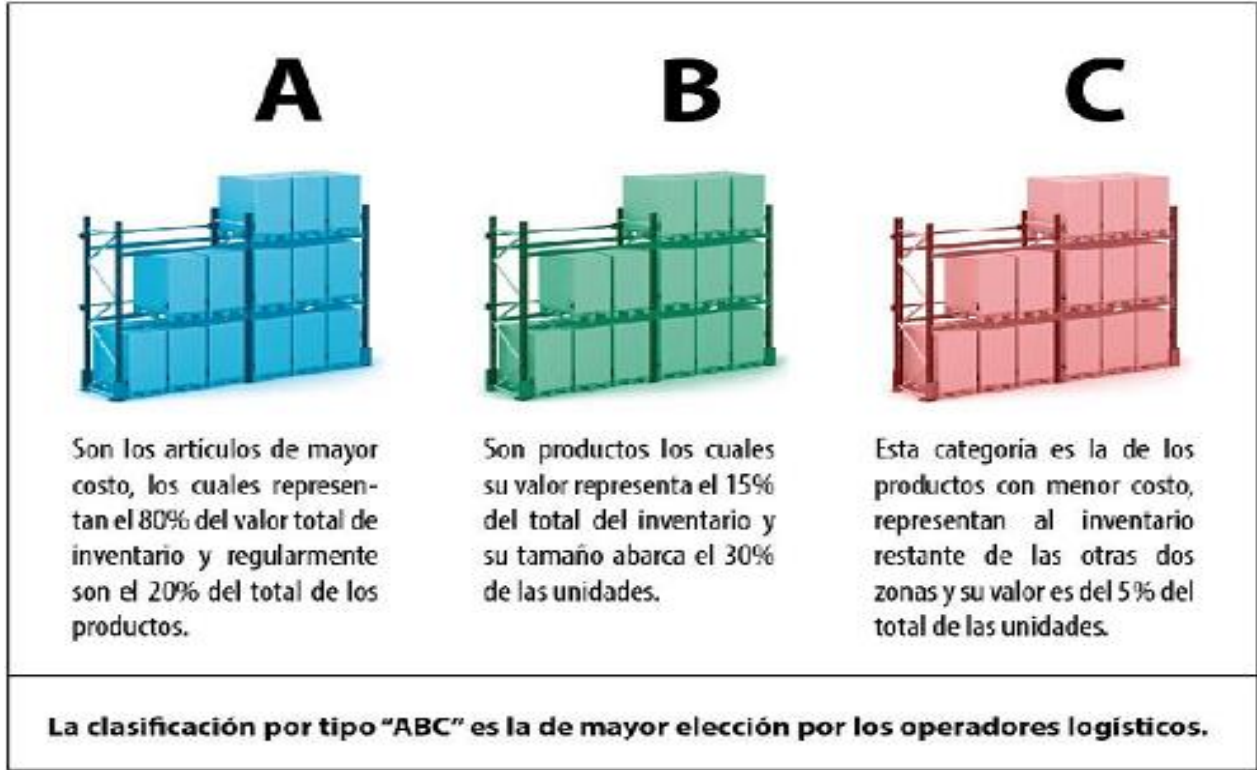 A
B
C
Son los artículos de mayor
costo, los cuales represen-
tan el 80% del valor total de
inventario y regularmente
son el 20% del total de los
productos.
Son productos los cuales
su valor representa el 15%
del total del inventario y
su tamaño abarca el 30%
de las unidades.
Esta categoría es la de los
productos con menor costo,
representan al inventario
restante de las otras dos
zonas y su valor es del 5% del
total de las unidades.
La clasificación por tipo “ABC” es la de mayor elección por los operadores logísticos.